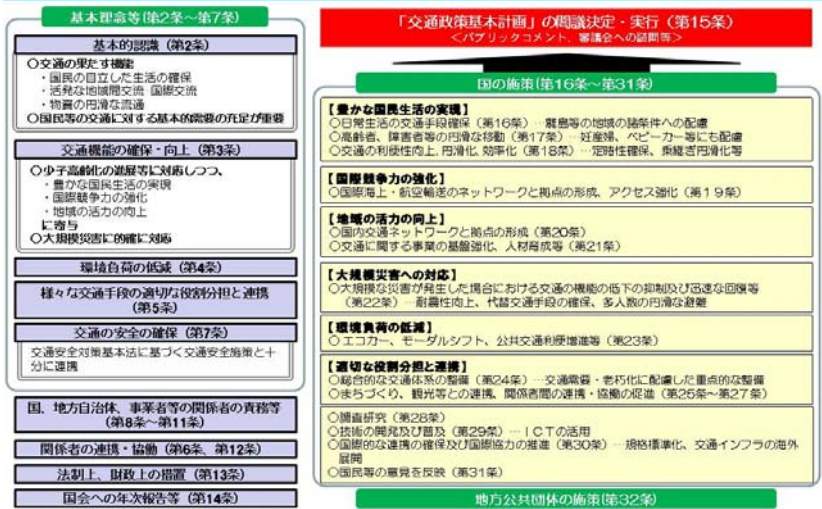 基本理念等(第2条～第7条)
基本的認識（第2条）
○交通の果たす機能
・国民の自立した生活の確保
・活発な地域間交流・国際交流
・物資の円滑な流通
○国民等の交通に対する基本的需要の充足が重要
交通機能の確保・向上（第3条）
○少子高齢化の進展等に対応しつつ、
・豊かな国民生活の実現
・国際競争力の強化
・地域の活力の向上
に寄与
○大規模災害に的確に対応
環境負荷の低減（第4条）
様々な交通手段の適切な役割分担と連携
（第5条）
交通の安全の確保（第7条）
交通安全対策基本法に基づく交通安全施策と十
分に連携
国、地方自治体、事業者等の関係者の責務等
（第8条～第11条）
関係者の連携・協働（第6条、第12条）
法制上、財政上の措置（第13条）
国会への年次報告等（第14条）
「交通政策基本計画」の閣議決定・実行（第15条）
＜パブリックコメント、審議会への諮問等＞
国の施策(第16条～第31条)
【豊かな国民生活の実現】
○日常生活の交通手段確保（第16条）…離島等の地域の諸条件への配慮
○高齢者、障害者等の円滑な移動（第17条）…妊産婦、ベビーカー等にも配慮
○交通の利便性向上、円滑化、効率化（第18条）…定時性確保、乗継ぎ円滑化等
【国際競争力の強化】
○国際海上・航空輸送のネットワークと拠点の形成、アクセス強化（第19条）
【地域の活力の向上】
○国内交通ネットワークと拠点の形成（第20条）
○交通に関する事業の基盤強化、人材育成等（第21条）
【大規模災害への対応】
○大規模な災害が発生した場合における交通の機能の低下の抑制及び迅速な回復等
（第22条）…耐震性向上、代替交通手段の確保、多人数の円滑な避難
【環境負荷の低減】
○エコカー、モーダルシフト、公共交通利便増進等（第23条）
【適切な役割分担と連携】
○総合的な交通体系の整備（第24条）…交通需要・老朽化に配慮した重点的な整備
○まちづくり、観光等との連携、関係者間の連携・協働の促進（第25条～第27条）
○調査研究（第28条）
○技術の開発及び普及（第29条）…ＩＣＴの活用
○国際的な連携の確保及び国際協力の推進（第30条）…規格標準化、交通インフラの海外
展開
○国民等の意見を反映（第31条）
地方公共団体の施策(第32条)